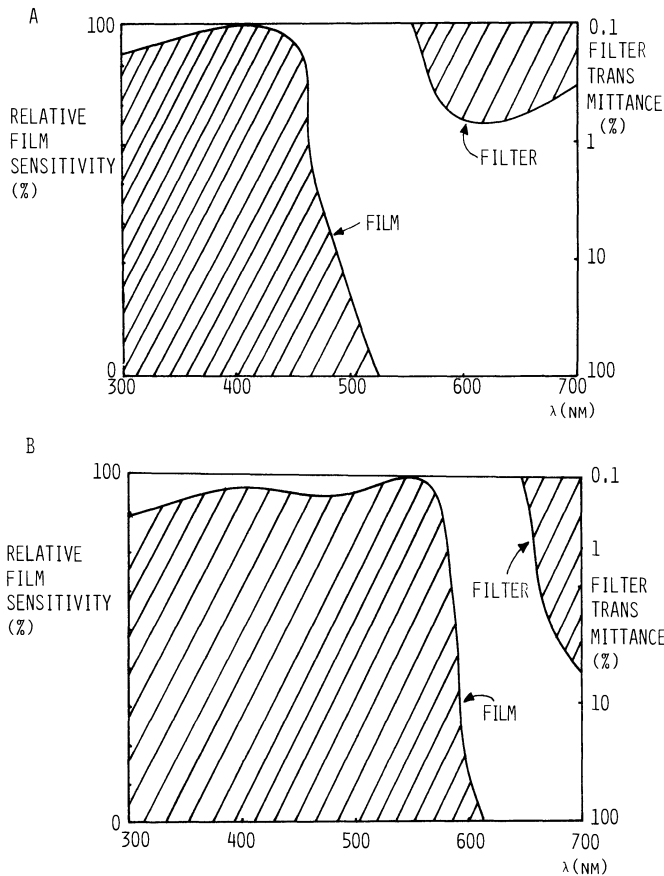 A
100
RELATIVE
FILM
SENSITIVITY
(%)
0
0.1
FILTER
TRANS
MITTANCE
(%)
1
10
100
FILTER
FILM
300 400 500 600 700
λ(NM)
B
100
RELATIVE
FILM
SENSITIVITY
(%)
0
0.1
1
FILTER
TRANS
MITTANCE
(%)
10
100
FILTER
FILM
300 400 500 600 700
λ(NM)